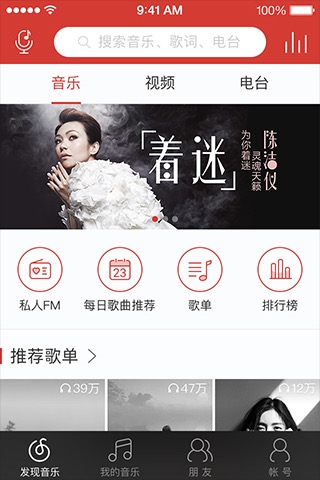 9:41 AM
100%
搜索音乐、歌词、电台
音乐
视频
电台
「着迷」
为你着迷
陈洁仪
灵魂天籁
私人FM
23
每日歌曲推荐
歌单
排行榜
推荐歌单
39万
47万
12万
发现音乐
我的音乐
朋友
帐号